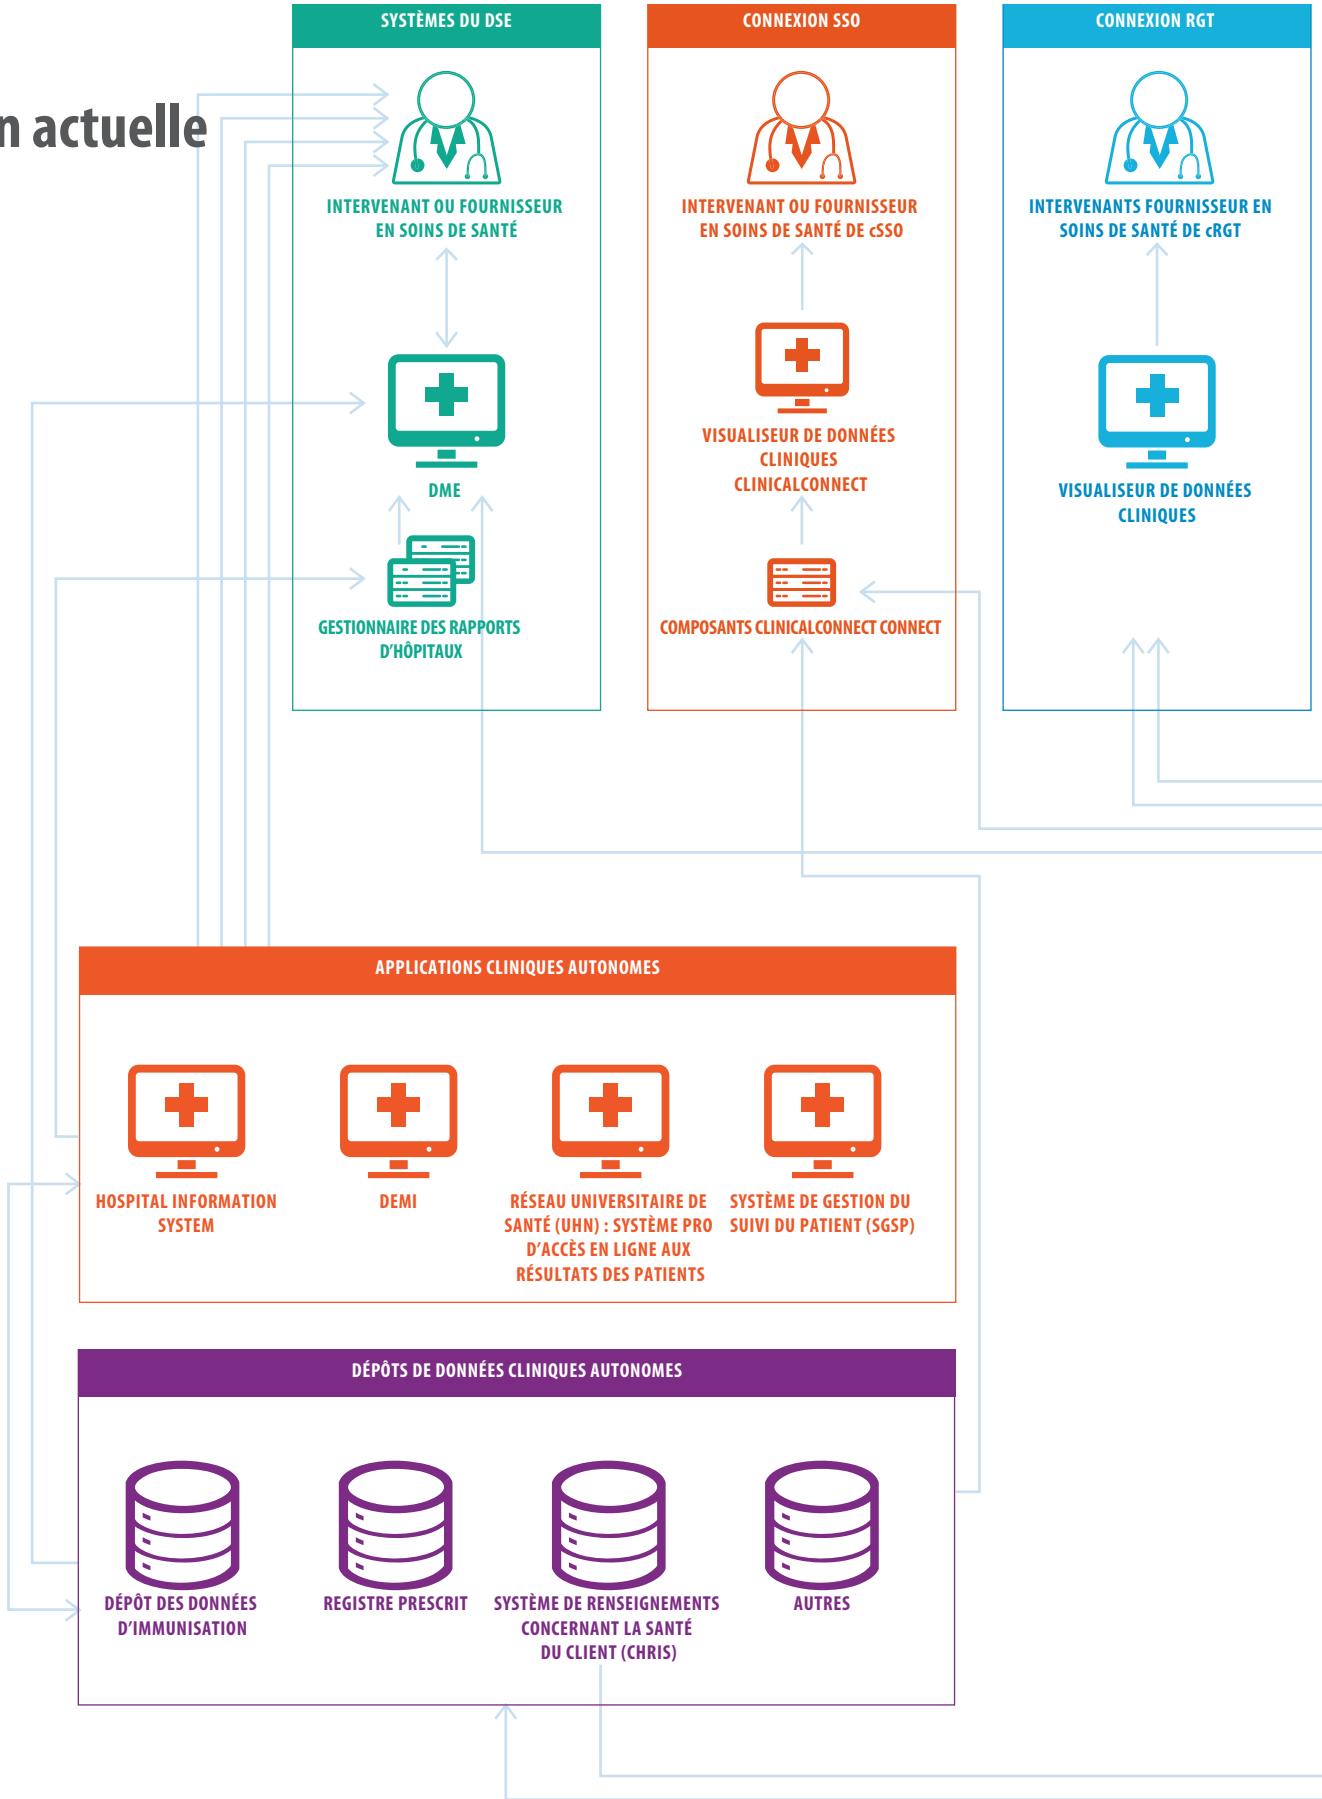 SYSTÈMES DU DSE
CONNEXION SSO
CONNEXION RGT
n actuelle
INTERVENANT OU FOURNISSEUR
EN SOINS DE SANTÉ
INTERVENANT OU FOURNISSEUR
EN SOINS DE SANTÉ DE cSSO
INTERVENANTS FOURNISSEUR EN
SOINS DE SANTÉ DE cRGT
DME
VISUALISEUR DE DONNÉES
CLINIQUES
CLINICALCONNECT
VISUALISEUR DE DONNÉES
CLINIQUES
GESTIONNAIRE DES RAPPORTS
D'HÔPITAUX
COMPOSANTS CLINICALCONNECT CONNECT
APPLICATIONS CLINIQUES AUTONOMES
HOSPITAL INFORMATION
SYSTEM
DEMI
RÉSEAU UNIVERSITAIRE DE
SANTÉ (UHN) : SYSTÈME PRO
D'ACCÈS EN LIGNE AUX
RÉSULTATS DES PATIENTS
SYSTÈME DE GESTION DU
SUIVI DU PATIENT (SGSP)
DÉPÔTS DE DONNÉES CLINIQUES AUTONOMES
DÉPÔT DES DONNÉES
D'IMMUNISATION
REGISTRE PRESCRIT
SYSTÈME DE RENSEIGNEMENTS
CONCERNANT LA SANTÉ
DU CLIENT (CHRIS)
AUTRES